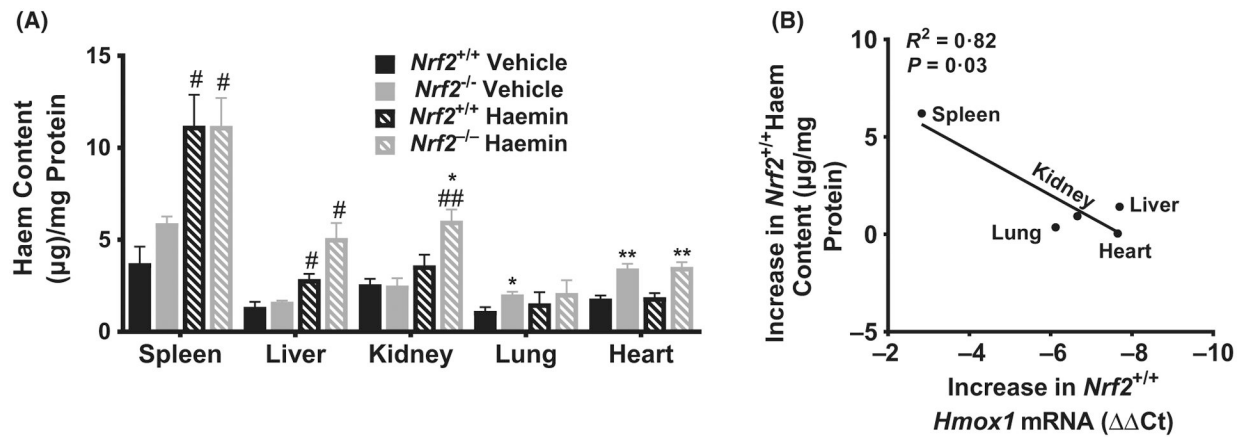 (A)
15
10
5
0
Haem Content
(µg)/mg Protein
Nrf2+/+ Vehicle
Nrf2-/- Vehicle
Nrf2+/+ Haemin
Nrf2–/– Haemin
# #
# #
*
##
*
** **
Spleen Liver Kidney Lung Heart
(B)
R2 = 0·82
P = 0·03
10
5
0
–5
Increase in Nrf2+/+Haem
Content (µg/mg
Protein)
Spleen
Kidney
Liver
Lung
Heart
–2 –4 –6 –8 –10
Increase in Nrf2+/+
Hmox1 mRNA (ΔΔCt)